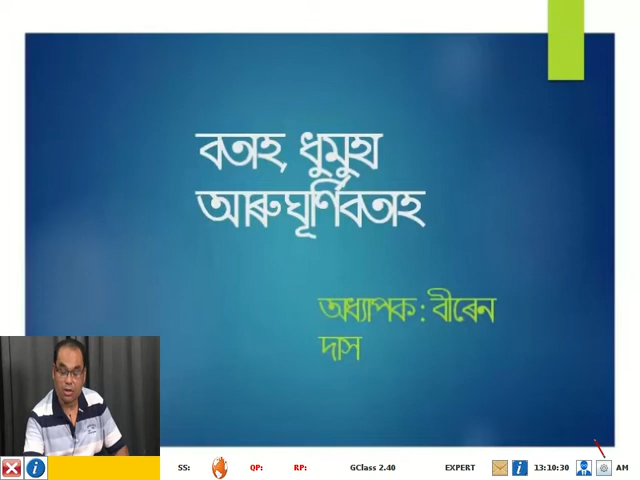 বতাহ, ধুমুহা
আৰু ঘূৰ্ণিবতাহ
অধ্যাপক : বীৰেন
দাস
SS: QP: RP: GClass 2.40 EXPERT 13:10:30 AM